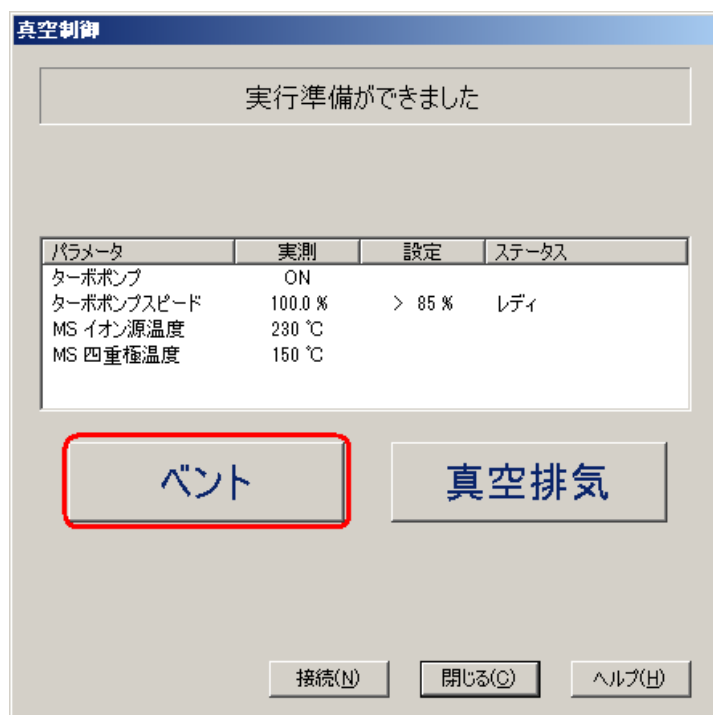 真空制御
実行準備ができました
パラメータ 実測 設定 ステータス
ターボポンプ ON
ターボポンプスピード 100.0 % > 85 % レディ
MS イオン源温度 230 ℃
MS 四重極温度 150 ℃
ベント 真空排気
接続(N) 閉じる(C) ヘルプ(H)